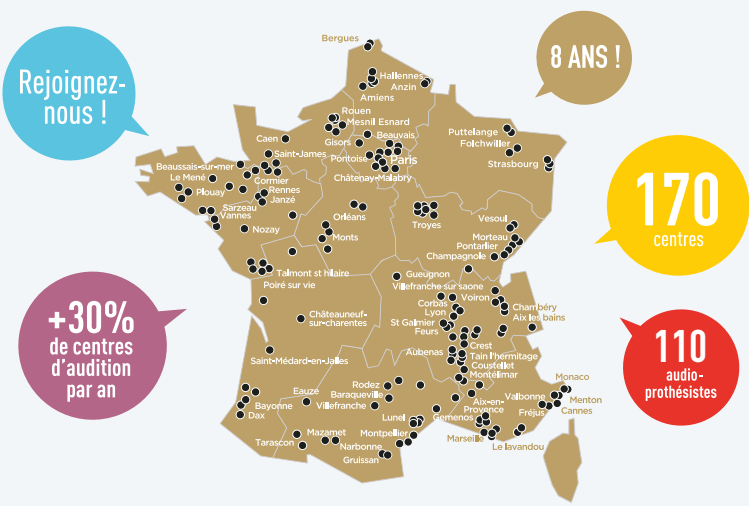 Bergues
8 ANS !
Rejoignez-
nous !
Hallennes
Anzin
Amiens
Rouen
Mesnil Esnard
Beauvais
Gisors
Caen
Puttelange
Folchwiller
Saint-James
Pontoise
Paris
Strasbourg
Beaussais-sur-mer
Le Mené
Cormier
Châtenay-Malabry
Plouay
Rennes
Janzé
170
centres
Sarzeau
Vannes
Orléans
Troyes
Vesoul
Nozay
Monts
Morteau
Pontarlier
Champagnole
Talmont st hilaire
Poiré sur vie
Gueugnon
Villefranche sur saone
+30%
de centres
d'audition
par an
Châteauneuf-
sur-charentes
Corbas
Lyon
Voiron
Chambéry
Aix les bains
St Galmier
Feurs
110
audio-
prothésistes
Saint-Médard-en-Jalles
Aubenas
Crest
Tain l'hermitage
Coustellet
Montélimar
Monaco
Rodez
Eauze
Baraqueville
Villefranche
Bayonne
Dax
Valbonne
Menton
Fréjus
Cannes
Aix-en-
Provence
Lunel
Gemenos
Mazamet
Montpellier
Marseille
Tarascon
Narbonne
Le lavandou
Gruissan